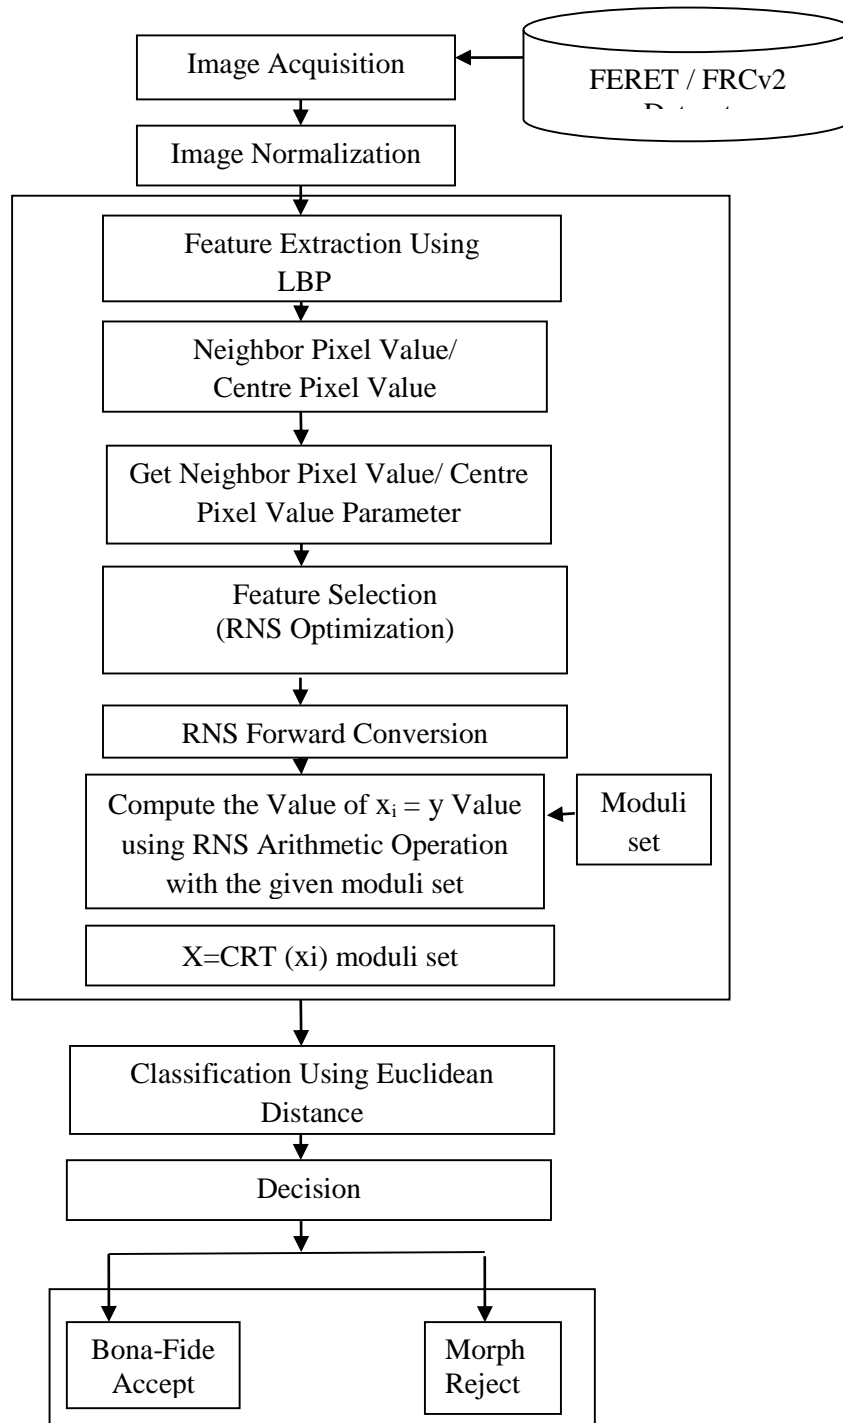 Image Acquisition
FERET / FRCv2
Image Normalization
Feature Extraction Using
LBP
Neighbor Pixel Value/
Centre Pixel Value
Get Neighbor Pixel Value/ Centre
Pixel Value Parameter
Feature Selection
(RNS Optimization)
RNS Forward Conversion
Compute the Value of xᵢ = y Value
using RNS Arithmetic Operation
with the given moduli set
Moduli
set
X=CRT (xi) moduli set
Classification Using Euclidean
Distance
Decision
Bona-Fide
Accept
Morph
Reject